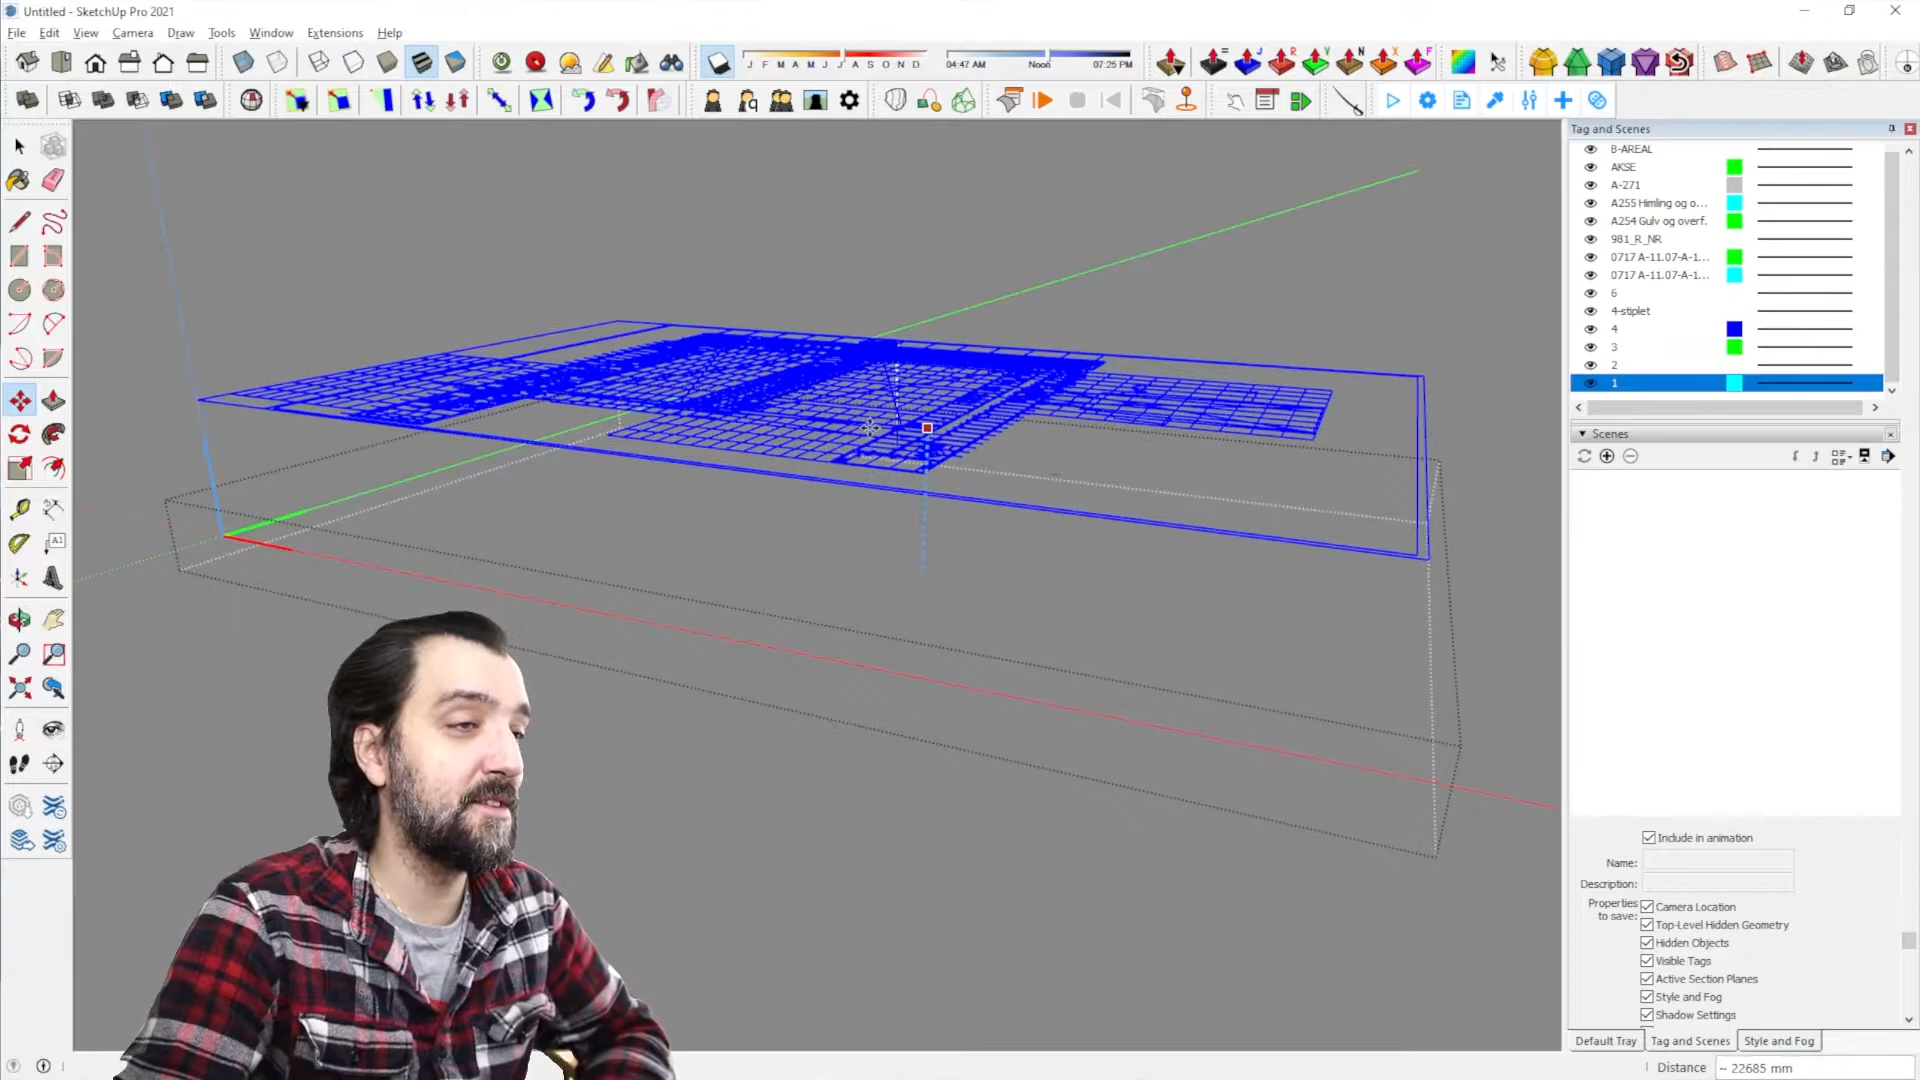 Untitled - SketchUp Pro 2021
File Edit View Camera Draw Tools Window Extensions Help
J F M A M J J A S O N D
04:47 AM Noon 07:25 PM
= J R V N X F
q
A1
Tag and Scenes
B-AREAL
AKSE
A-271
A255 Himling og o...
A254 Gulv og overf.
981_R_NR
0717 A-11.07-A-1...
0717 A-11.07-A-1...
6
4-stiplet
4
3
2
1
Scenes
Include in animation
Name:
Description:
Properties to save:
Camera Location
Top-Level Hidden Geometry
Hidden Objects
Visible Tags
Active Section Planes
Style and Fog
Shadow Settings
Default Tray Tag and Scenes Style and Fog
Distance ~ 22685 mm